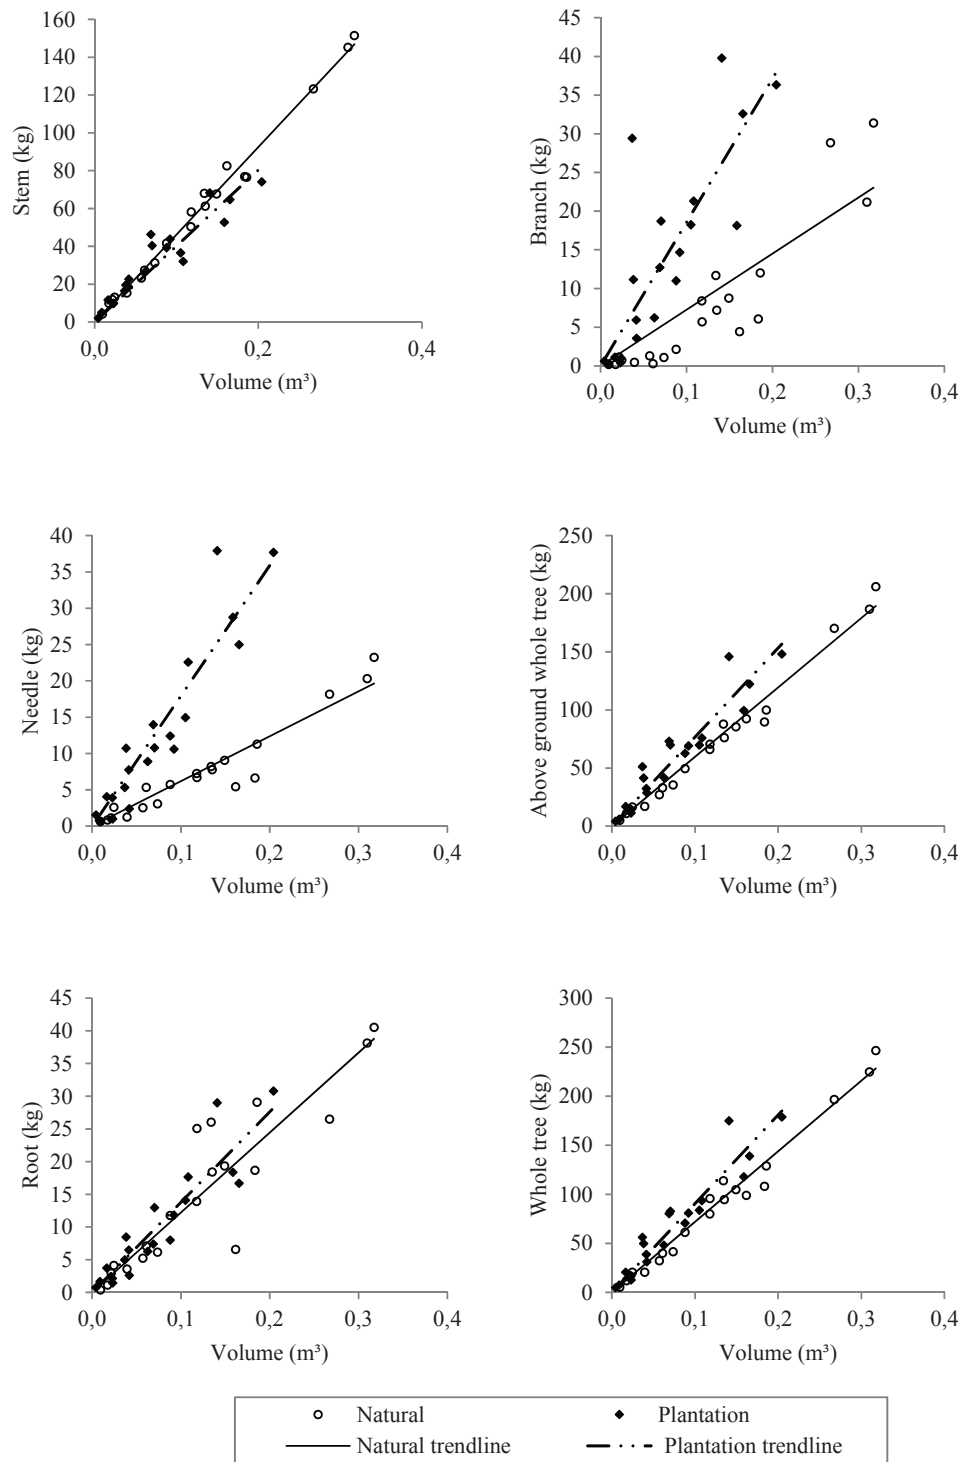 160
140
120
100
80
60
40
20
0
0,0 0,2 0,4
Stem (kg)
Volume (m³)
45
40
35
30
25
20
15
10
5
0
0,0 0,1 0,2 0,3 0,4
Branch (kg)
Volume (m³)
40
35
30
25
20
15
10
5
0
0,0 0,1 0,2 0,3 0,4
Needle (kg)
Volume (m³)
250
200
150
100
50
0
0,0 0,1 0,2 0,3 0,4
Above ground whole tree (kg)
Volume (m³)
45
40
35
30
25
20
15
10
5
0
0,0 0,1 0,2 0,3 0,4
Root (kg)
Volume (m³)
300
250
200
150
100
50
0
0,0 0,1 0,2 0,3 0,4
Whole tree (kg)
Volume (m³)
Natural Plantation
Natural trendline Plantation trendline